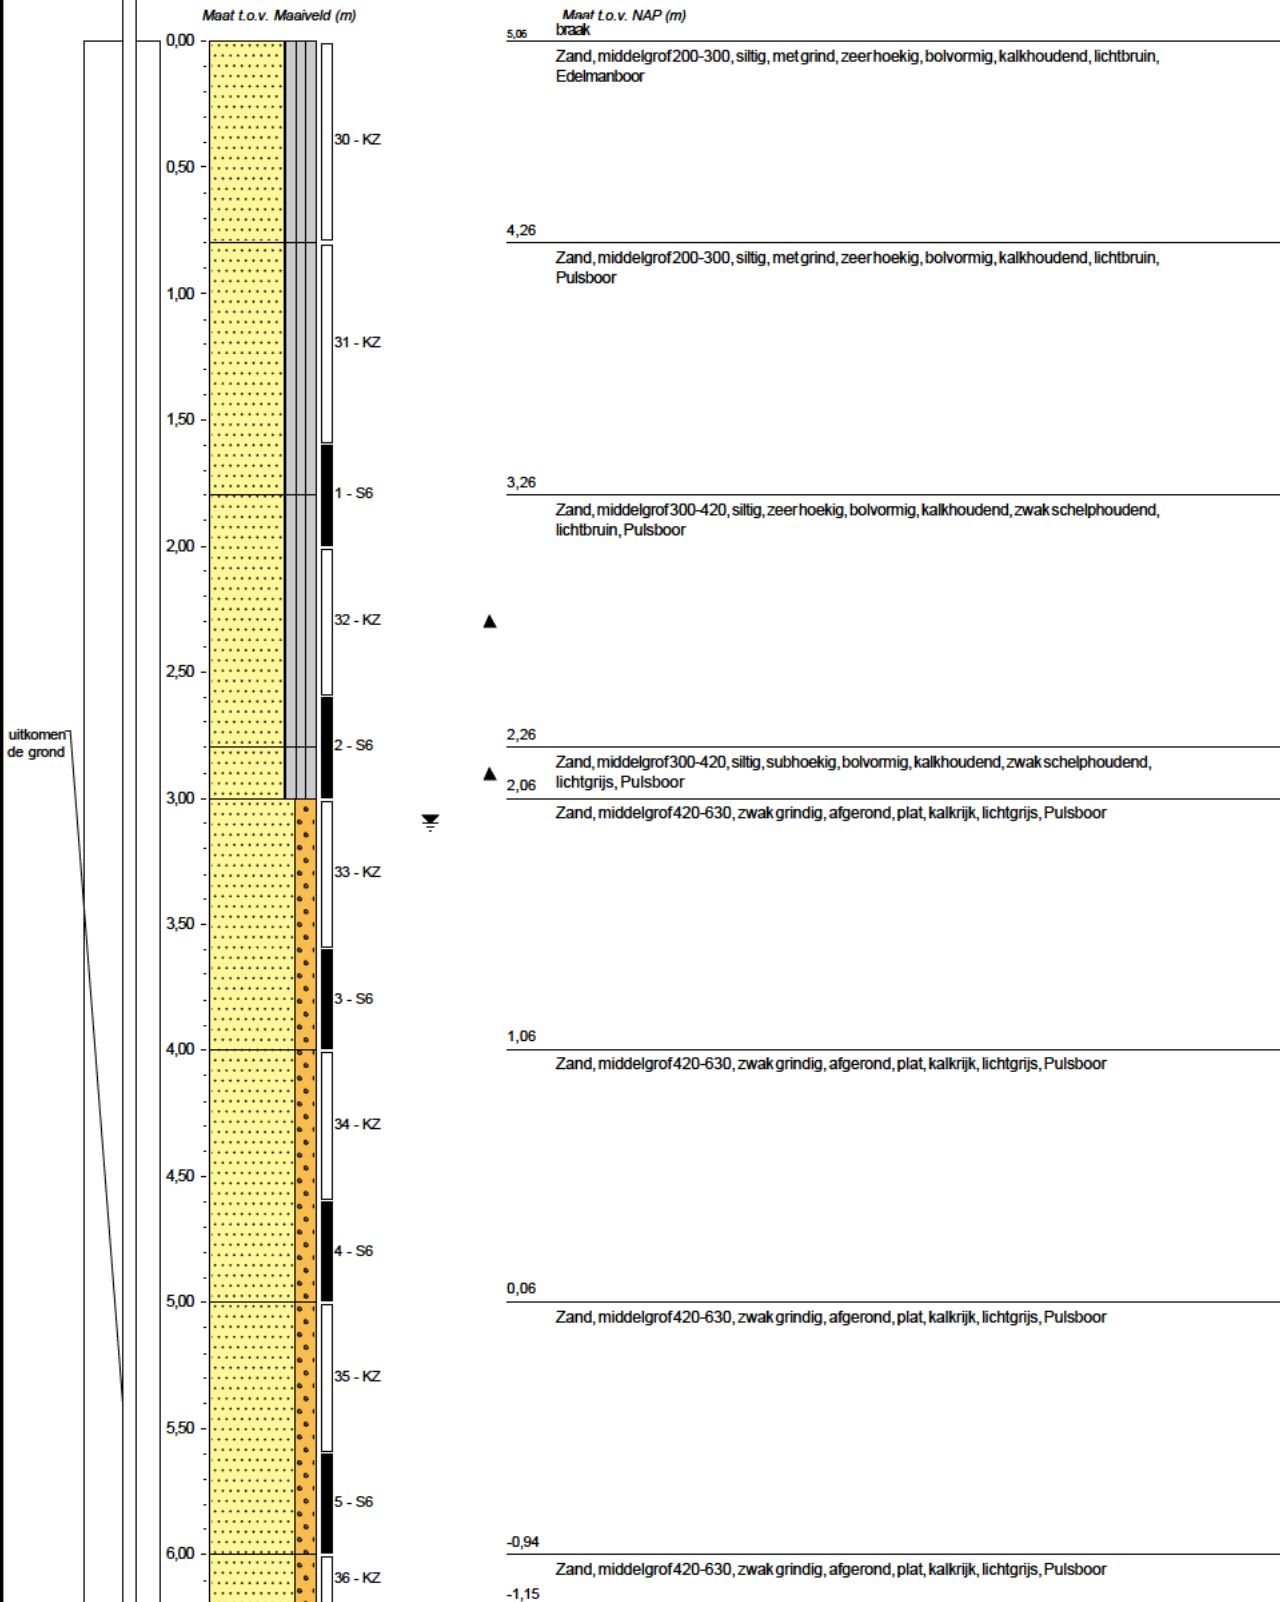 Maat t.o.v. Maaiveld (m)
Maat t.o.v. NAP (m)
braak
0,00
5,06
Zand, middelgrof 200-300, siltig, met grind, zeer hoekig, bolvormig, kalkhoudend, lichtbruin,
Edelmanboor
30 - KZ
0,50
4,26
Zand, middelgrof 200-300, siltig, met grind, zeer hoekig, bolvormig, kalkhoudend, lichtbruin,
Pulsboor
1,00
31 - KZ
1,50
3,26
1 - S6
Zand, middelgrof 300-420, siltig, zeer hoekig, bolvormig, kalkhoudend, zwak schelphoudend,
lichtbruin, Pulsboor
2,00
32 - KZ
2,50
uitkomen
de grond
2,26
2 - S6
Zand, middelgrof 300-420, siltig, subhoekig, bolvormig, kalkhoudend, zwak schelphoudend,
lichtgrijs, Pulsboor
2,06
3,00
Zand, middelgrof 420-630, zwak grindig, afgerond, plat, kalkrijk, lichtgrijs, Pulsboor
33 - KZ
3,50
3 - S6
1,06
4,00
Zand, middelgrof 420-630, zwak grindig, afgerond, plat, kalkrijk, lichtgrijs, Pulsboor
34 - KZ
4,50
4 - S6
0,06
5,00
Zand, middelgrof 420-630, zwak grindig, afgerond, plat, kalkrijk, lichtgrijs, Pulsboor
35 - KZ
5,50
5 - S6
-0,94
6,00
Zand, middelgrof 420-630, zwak grindig, afgerond, plat, kalkrijk, lichtgrijs, Pulsboor
36 - KZ
-1,15